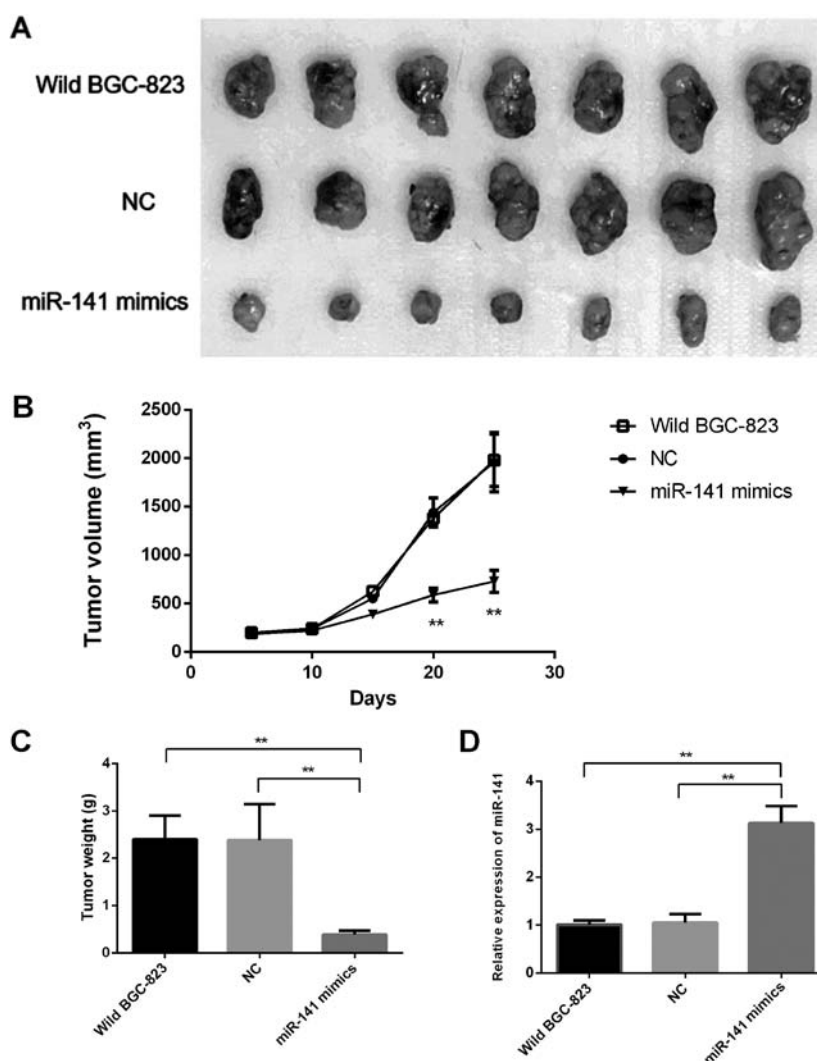 A
Wild BGC-823
NC
miR-141 mimics
B
Tumor volume (mm³)
2500
2000
1500
1000
500
0
0 10 20 30
Days
** **
Wild BGC-823
NC
miR-141 mimics
C
Tumor weight (g)
4
3
2
1
0
**
**
Wild BGC-823
NC
miR-141 mimics
D
Relative expression of miR-141
4
3
2
1
0
**
**
Wild BGC-823
NC
miR-141 mimics